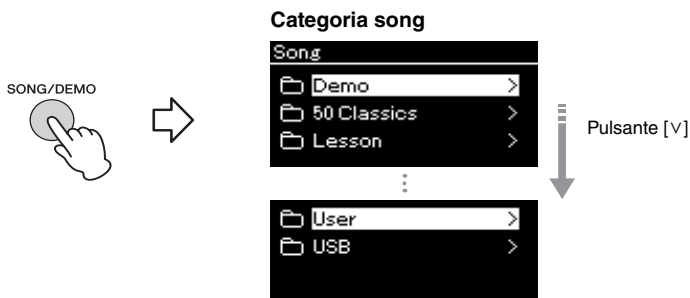 Categoria song
SONG/DEMO
Song
Demo >
50 Classics >
Lesson >
Pulsante [∨]
User >
USB >